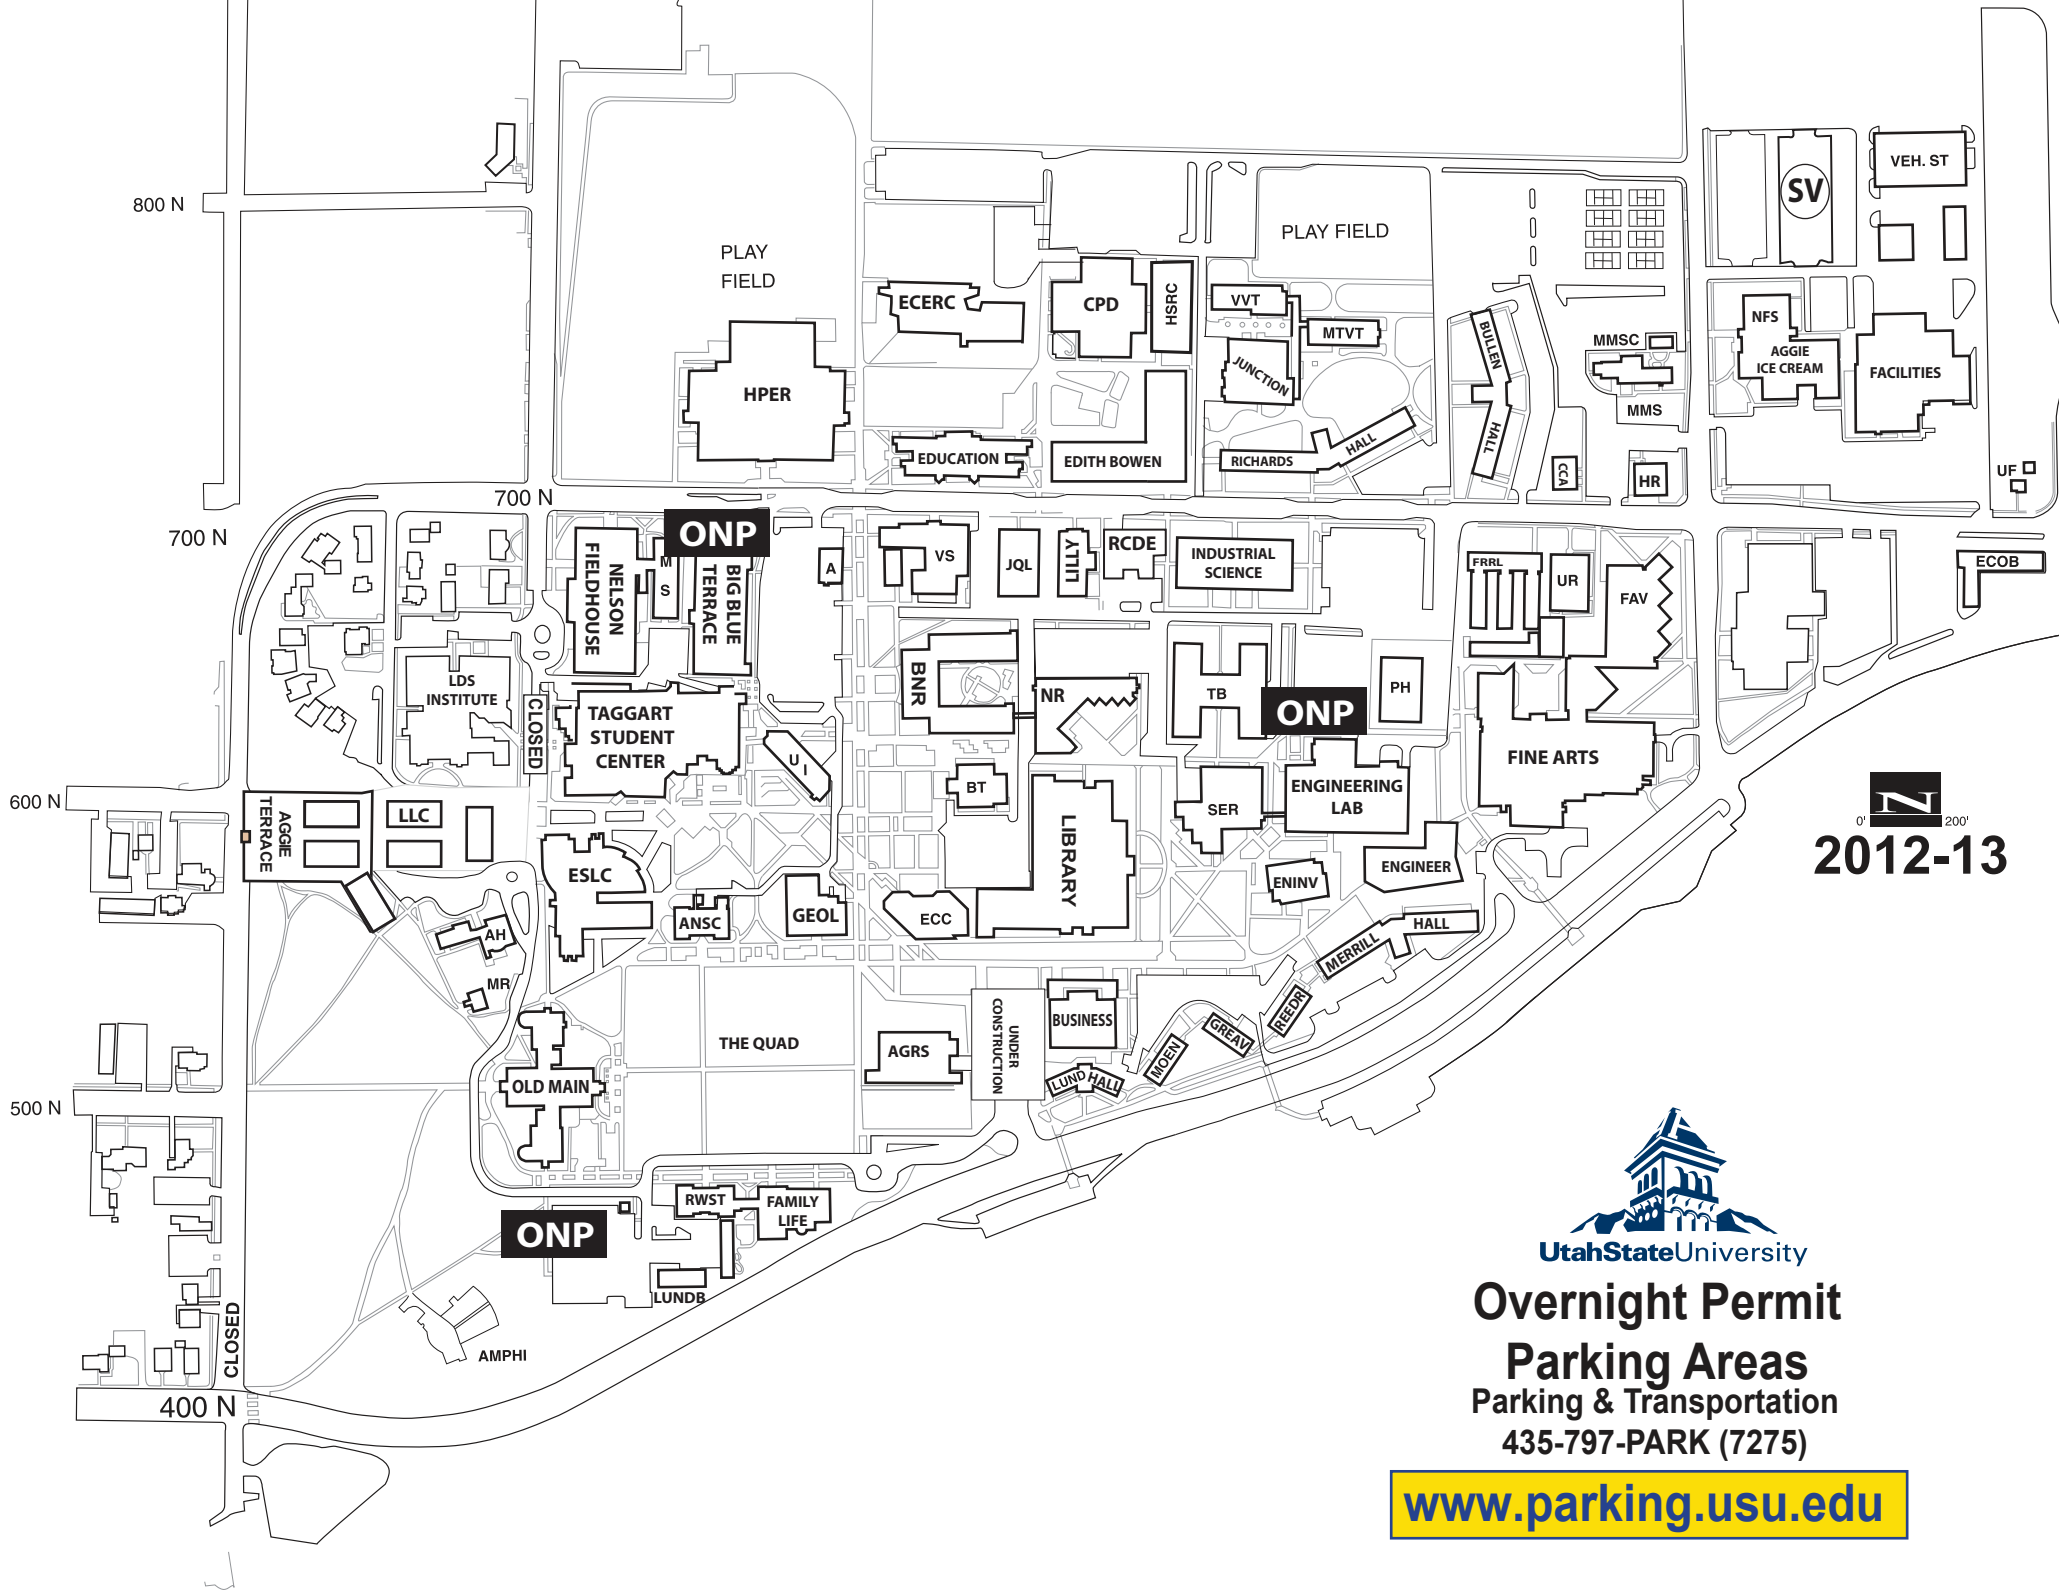 800 N
PLAY
FIELD
PLAY FIELD
SV
VEH. ST
ECERC
CPD
HSRC
VVT
MTVT
JUNCTION
BULLEN
HALL
MMSC
MMS
NFS
AGGIE
ICE CREAM
FACILITIES
HPER
EDUCATION
EDITH BOWEN
RICHARDS
HALL
CCA
HR
UF
700 N
700 N
ONP
NELSON
FIELDHOUSE
M
S
BIG BLUE
TERRACE
A
VS
JQL
LILLY
RCDE
INDUSTRIAL
SCIENCE
FRRL
UR
FAV
ECOB
LDS
INSTITUTE
CLOSED
TAGGART
STUDENT
CENTER
U I
BNR
NR
TB
ONP
PH
FINE ARTS
600 N
AGGIE
TERRACE
LLC
BT
LIBRARY
SER
ENGINEERING
LAB
N
0' 200'
2012-13
ESLC
ANSC
GEOL
ECC
ENINV
ENGINEER
AH
MR
MERRILL
HALL
THE QUAD
AGRS
UNDER
CONSTRUCTION
BUSINESS
REEDR
GREAV
MOEN
LUND HALL
OLD MAIN
500 N
RWST
FAMILY
LIFE
ONP
LUNDB
AMPHI
CLOSED
400 N
UtahStateUniversity
Overnight Permit
Parking Areas
Parking & Transportation
435-797-PARK (7275)
www.parking.usu.edu